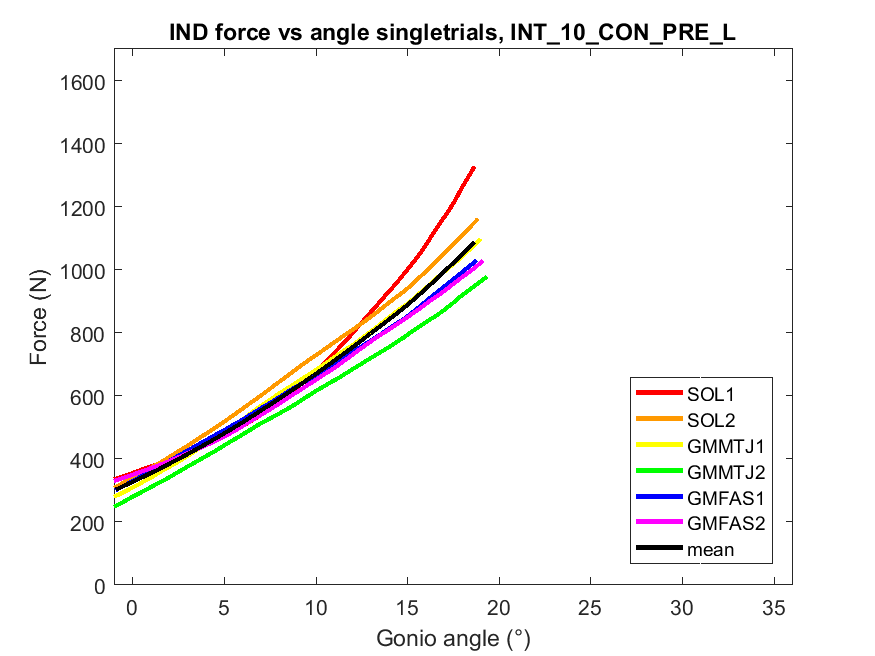 IND force vs angle singletrials, INT_10_CON_PRE_L
1600
1400
1200
1000
800
600
400
200
0
Force (N)
0 5 10 15 20 25 30 35
Gonio angle (°)
SOL1
SOL2
GMMTJ1
GMMTJ2
GMFAS1
GMFAS2
mean